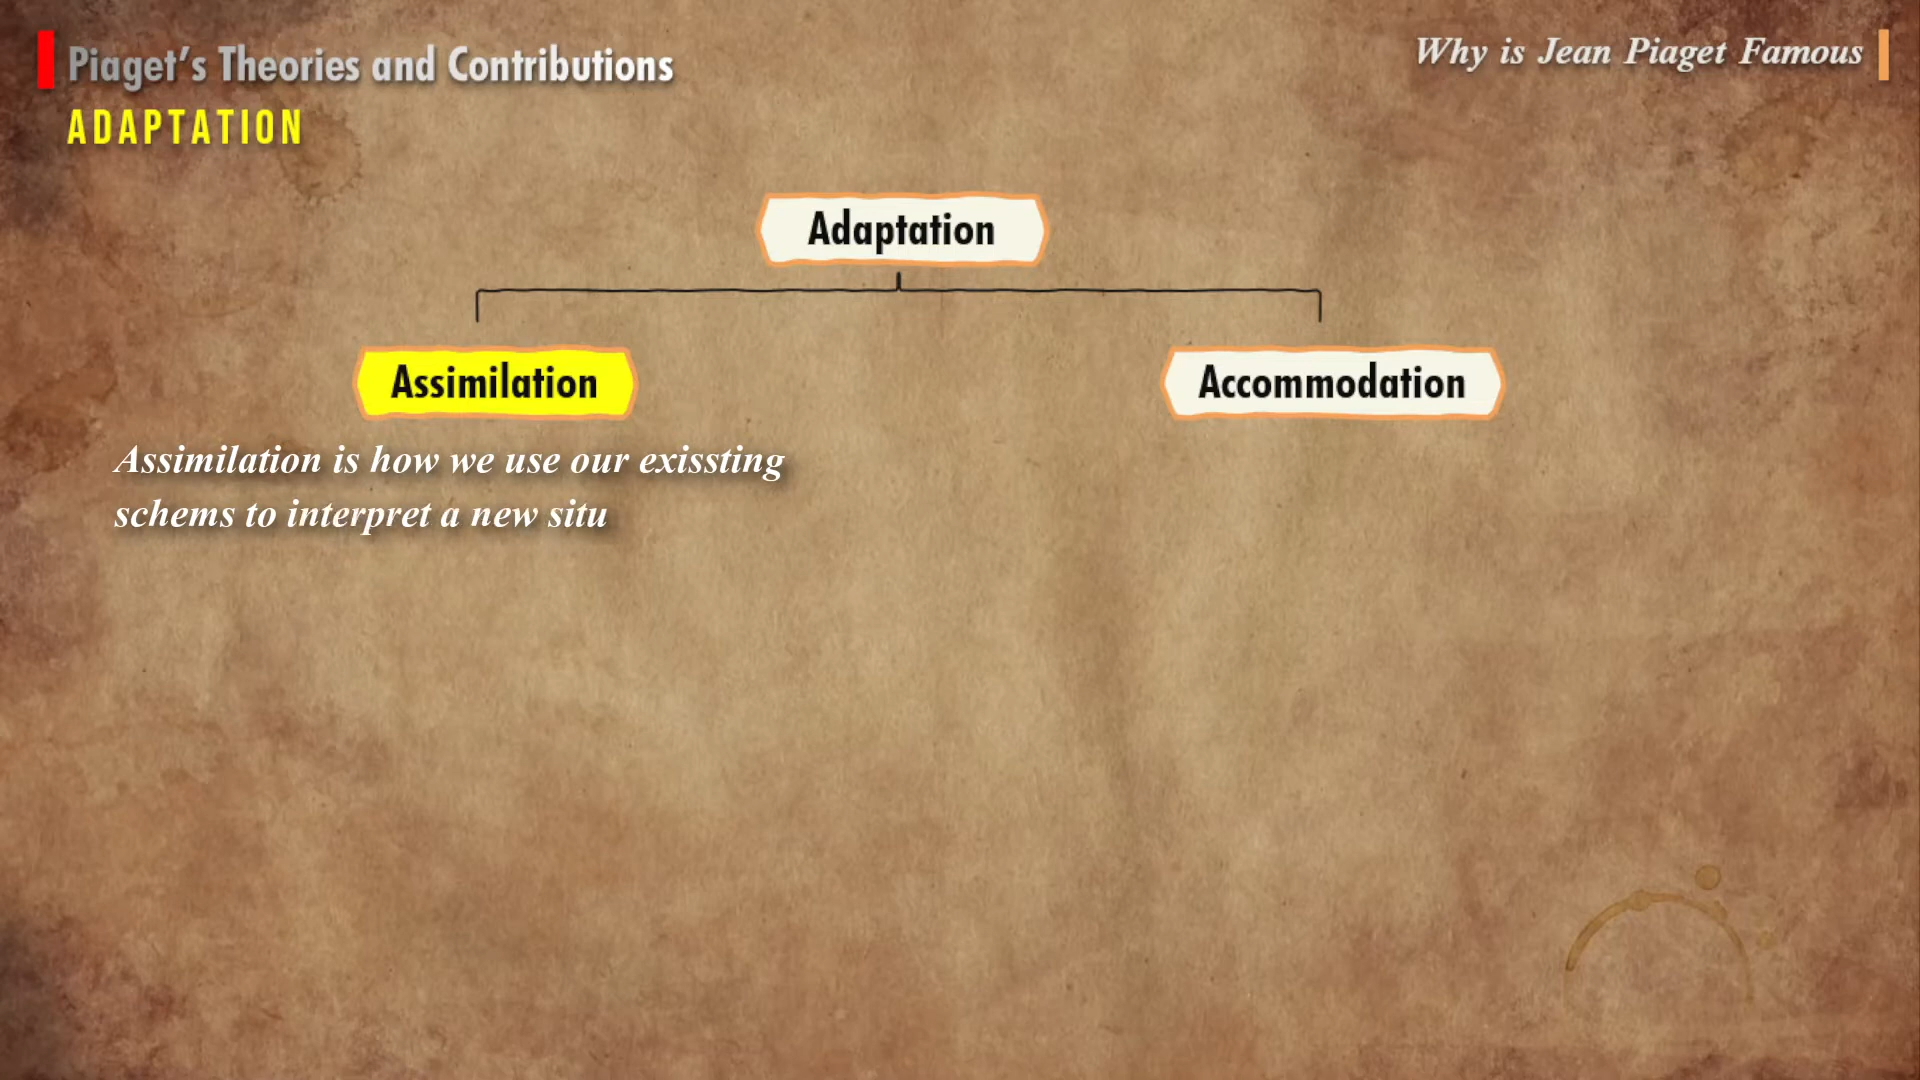 Piaget’s Theories and Contributions
Why is Jean Piaget Famous
ADAPTATION
Adaptation
Assimilation
Accommodation
Assimilation is how we use our exissting
schems to interpret a new situ